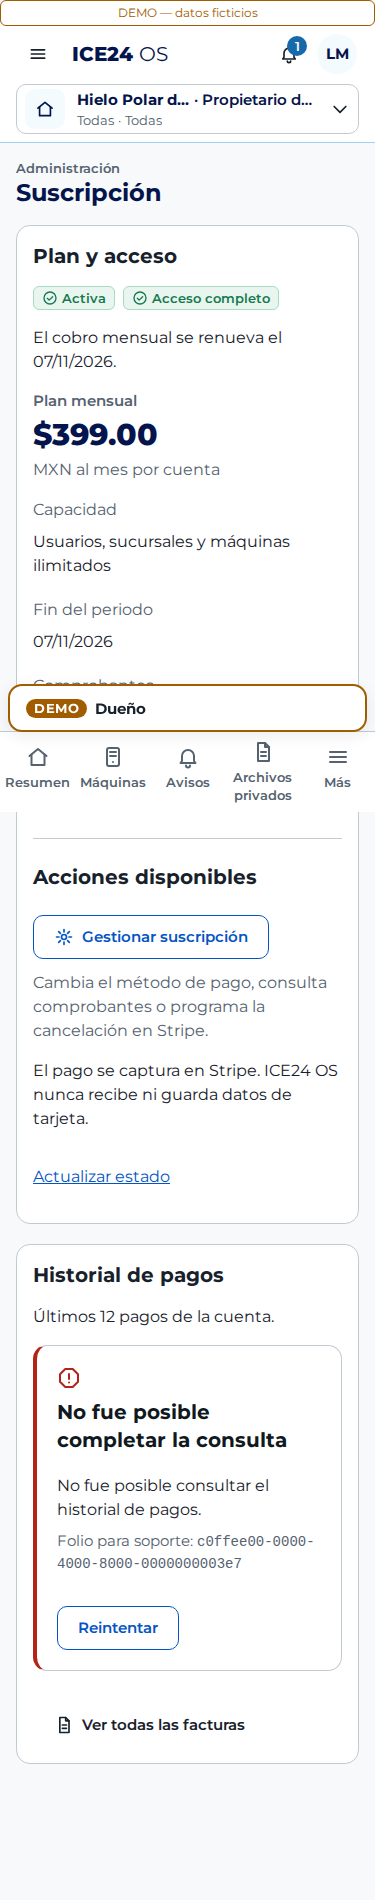 DEMO — datos ficticios
ICE24 OS
1
LM
Hielo Polar d... · Propietario d...
Todas · Todas
Administración
Suscripción
Plan y acceso
Activa
Acceso completo
El cobro mensual se renueva el
07/11/2026.
Plan mensual
$399.00
MXN al mes por cuenta
Capacidad
Usuarios, sucursales y máquinas
ilimitados
Fin del periodo
07/11/2026
DEMO Dueño
Resumen
Máquinas
Avisos
Archivos
privados
Más
Acciones disponibles
Gestionar suscripción
Cambia el método de pago, consulta
comprobantes o programa la
cancelación en Stripe.
El pago se captura en Stripe. ICE24 OS
nunca recibe ni guarda datos de
tarjeta.
Actualizar estado
Historial de pagos
Últimos 12 pagos de la cuenta.
No fue posible
completar la consulta
No fue posible consultar el
historial de pagos.
Folio para soporte: c0ffee00-0000-
4000-8000-0000000003e7
Reintentar
Ver todas las facturas